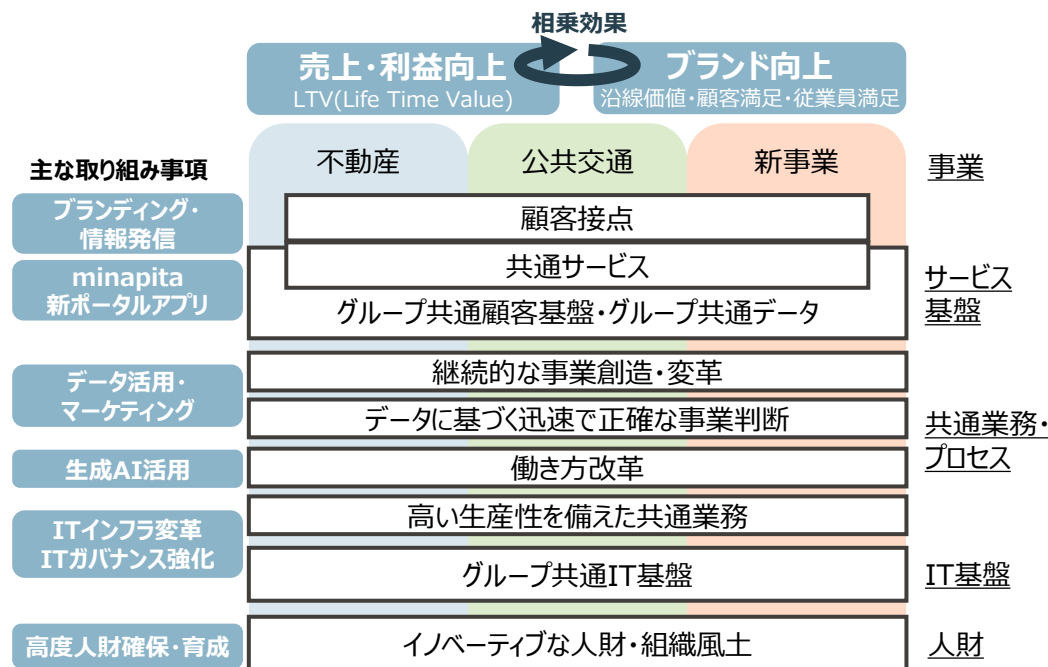 相乗効果
売上・利益向上
LTV(Life Time Value)
ブランド向上
沿線価値・顧客満足・従業員満足
主な取り組み事項
不動産
公共交通
新事業
事業
ブランディング・
情報発信
顧客接点
minapita
新ポータルアプリ
共通サービス
グループ共通顧客基盤・グループ共通データ
サービス
基盤
データ活用・
マーケティング
継続的な事業創造・変革
データに基づく迅速で正確な事業判断
共通業務・
プロセス
生成AI活用
働き方改革
ITインフラ変革
ITガバナンス強化
高い生産性を備えた共通業務
グループ共通IT基盤
IT基盤
高度人財確保・育成
イノベーティブな人財・組織風土
人財